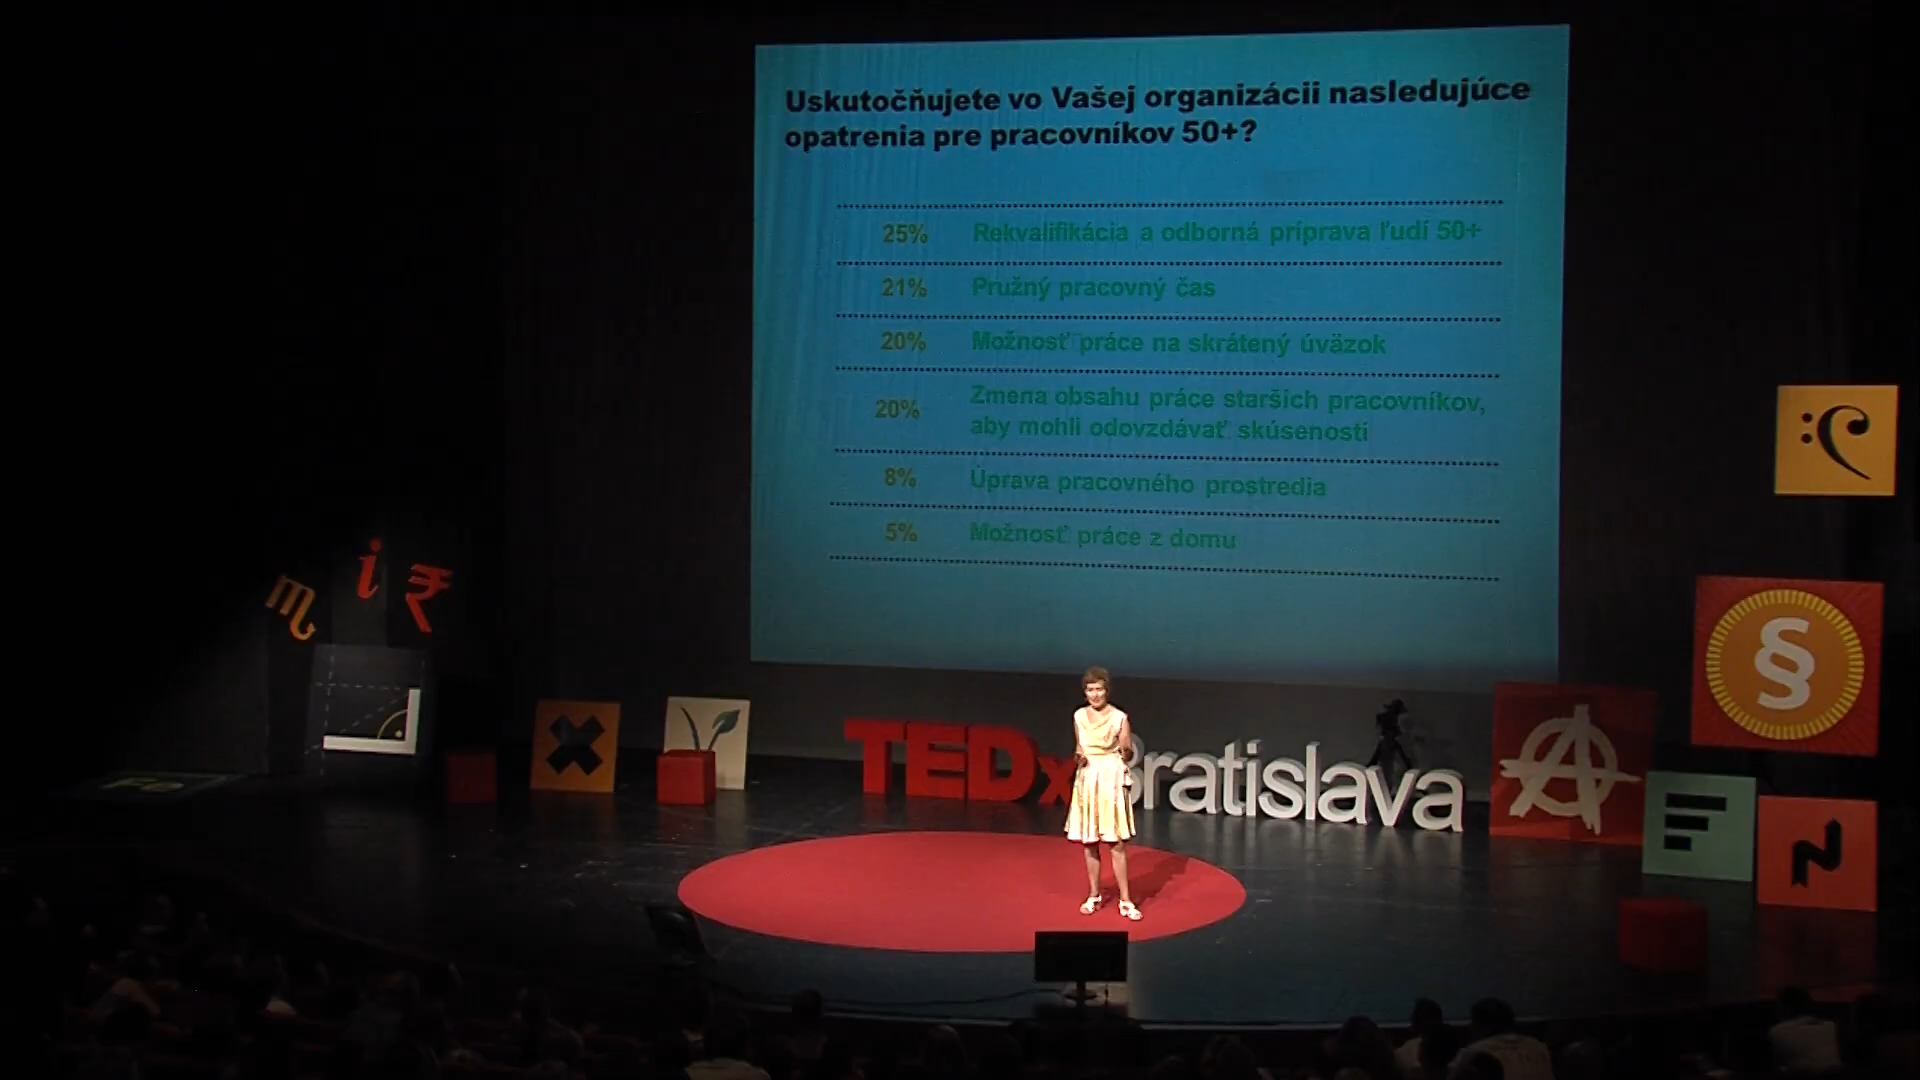 Uskutočňujete vo Vašej organizácii nasledujúce
opatrenia pre pracovníkov 50+?
25% Rekvalifikácia a odborná príprava ľudí 50+
21% Pružný pracovný čas
20% Možnosť práce na skrátený úväzok
20% Zmena obsahu práce starších pracovníkov,
aby mohli odovzdávať skúsenosti
8% Úprava pracovného prostredia
5% Možnosť práce z domu
i ₹
§
TEDxBratislava